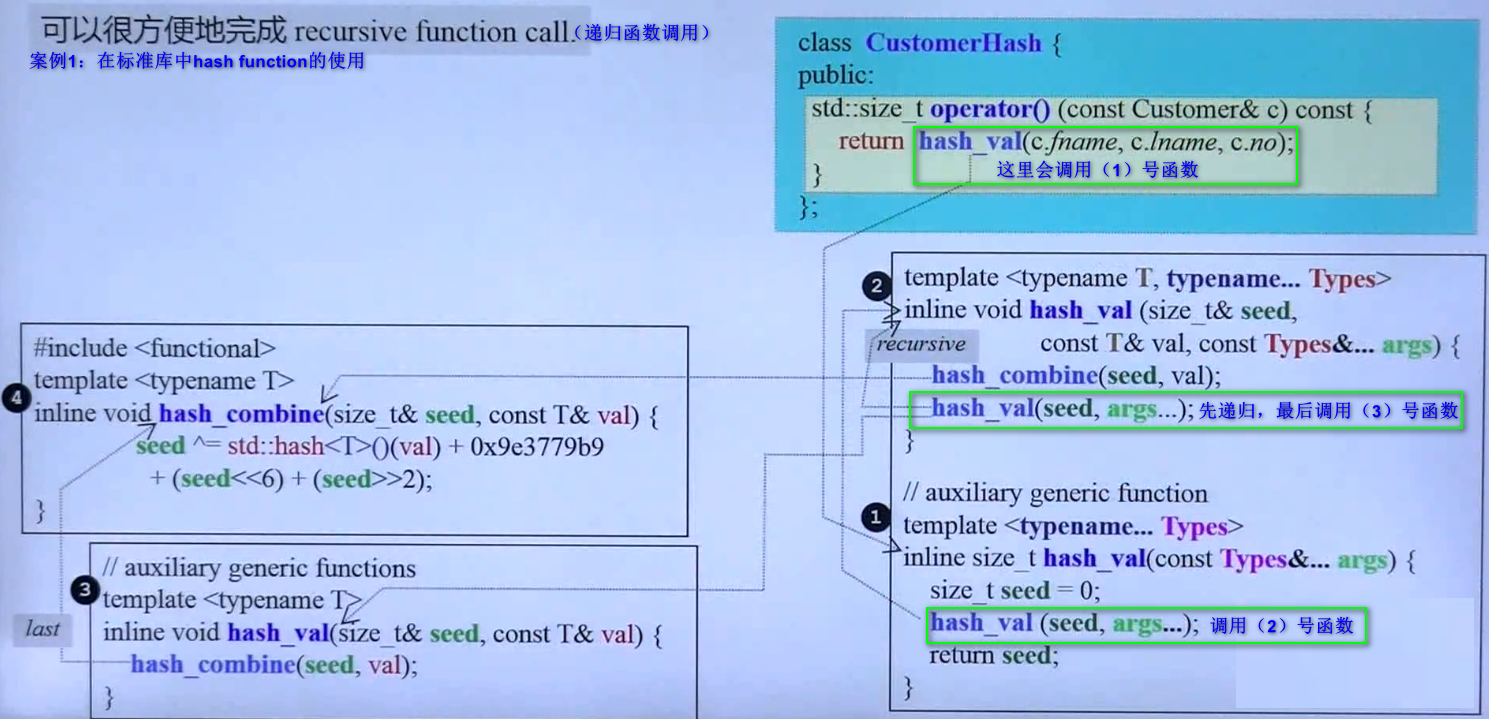 可以很方便地完成 recursive function call.（递归函数调用）
案例1：在标准库中hash function的使用
class CustomerHash {
public:
std::size_t operator() (const Customer& c) const {
return hash_val(c.fname, c.lname, c.no);
这里会调用（1）号函数
}
};
2
template <typename T, typename... Types>
inline void hash_val (size_t& seed,
recursive
const T& val, const Types&... args) {
hash_combine(seed, val);
hash_val(seed, args...); 先递归，最后调用（3）号函数
}
// auxiliary generic function
1
template <typename... Types>
inline size_t hash_val(const Types&... args) {
size_t seed = 0;
hash_val (seed, args...); 调用（2）号函数
return seed;
}
#include <functional>
template <typename T>
4
inline void hash_combine(size_t& seed, const T& val) {
seed ^= std::hash<T>()(val) + 0x9e3779b9
+ (seed<<6) + (seed>>2);
}
// auxiliary generic functions
3
template <typename T>
last
inline void hash_val(size_t& seed, const T& val) {
hash_combine(seed, val);
}